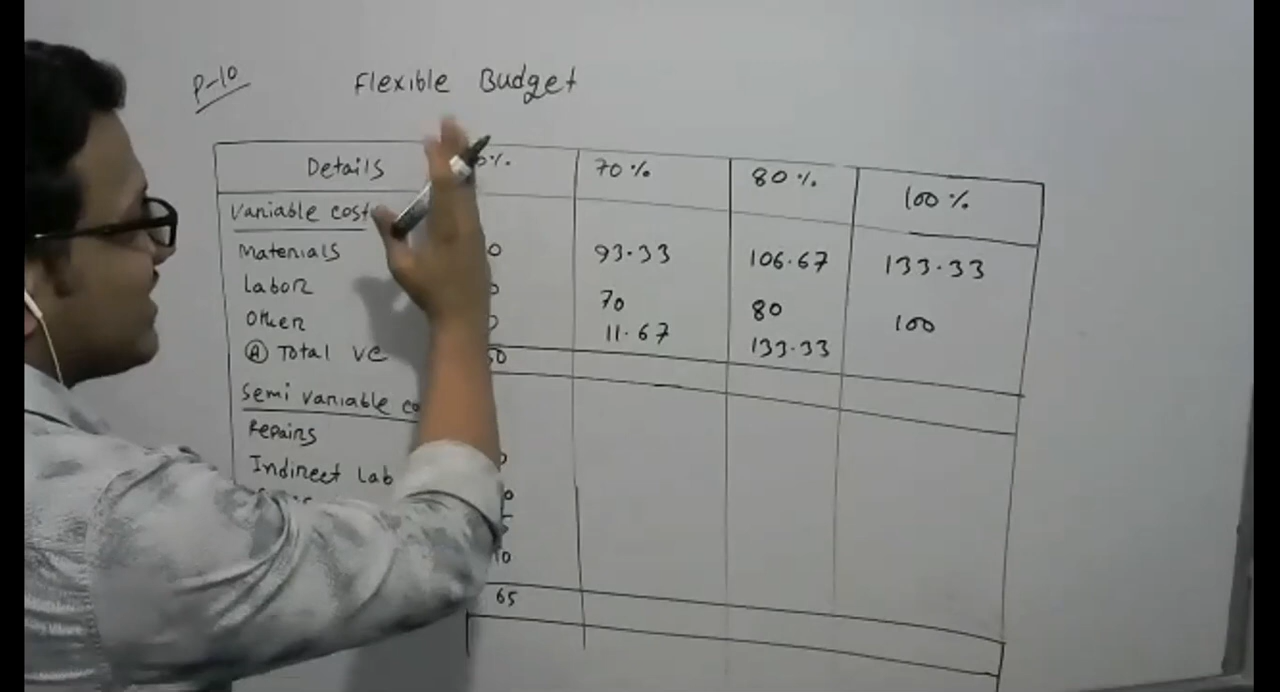 P-10
Flexible Budget
Details 70% 80% 100%
Variable cost
Materials 93.33 106.67 133.33
Labor 70 80 100
Other 11.67 133.33
Ⓐ Total VC
Semi variable
Repairs
Indirect Lab
65